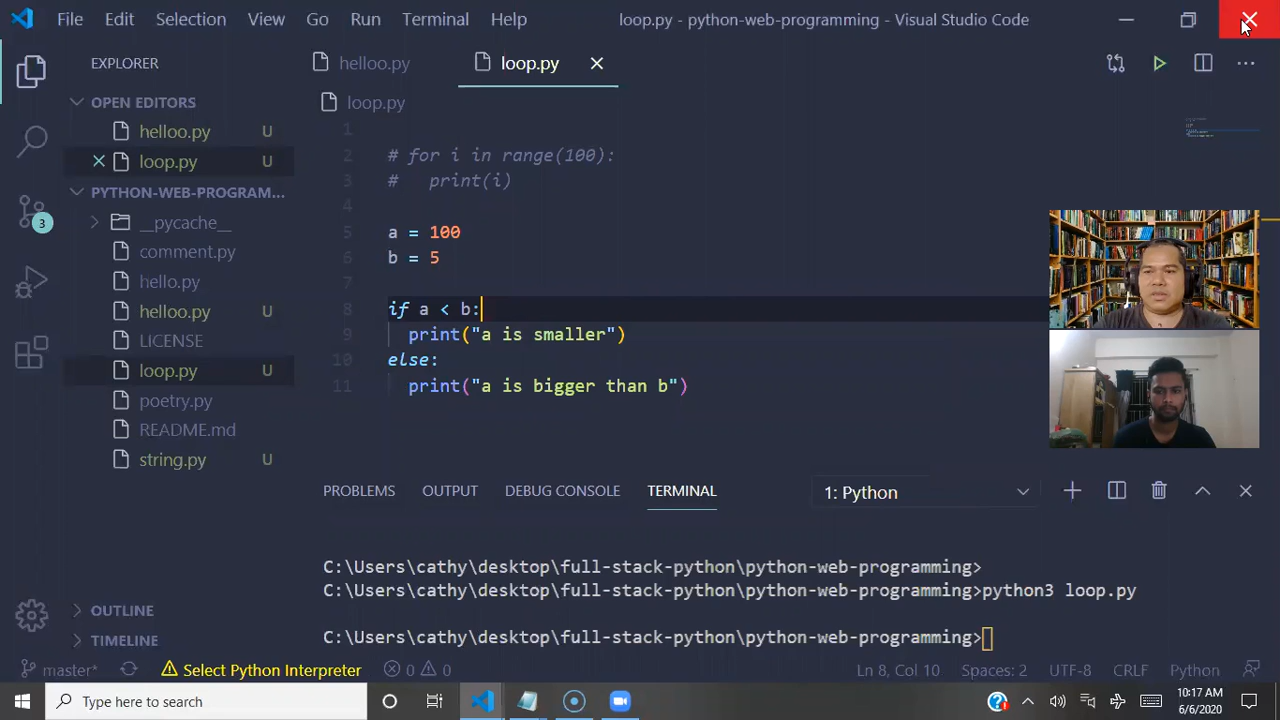 File Edit Selection View Go Run Terminal Help loop.py - python-web-programming - Visual Studio Code
EXPLORER
OPEN EDITORS
helloo.py U
loop.py U
PYTHON-WEB-PROGRAM...
__pycache__
comment.py
hello.py
helloo.py U
LICENSE
loop.py U
poetry.py
README.md
string.py U
OUTLINE
TIMELINE
3
helloo.py loop.py
loop.py
1
2 # for i in range(100):
3 #   print(i)
4
5 a = 100
6 b = 5
7
8 if a < b:
9 print("a is smaller")
10 else:
11 print("a is bigger than b")
PROBLEMS OUTPUT DEBUG CONSOLE TERMINAL 1: Python
C:\Users\cathy\desktop\full-stack-python\python-web-programming>
C:\Users\cathy\desktop\full-stack-python\python-web-programming>python3 loop.py
C:\Users\cathy\desktop\full-stack-python\python-web-programming>
master* Select Python Interpreter 0 0 Ln 8, Col 10 Spaces: 2 UTF-8 CRLF Python
Type here to search
10:17 AM
6/6/2020